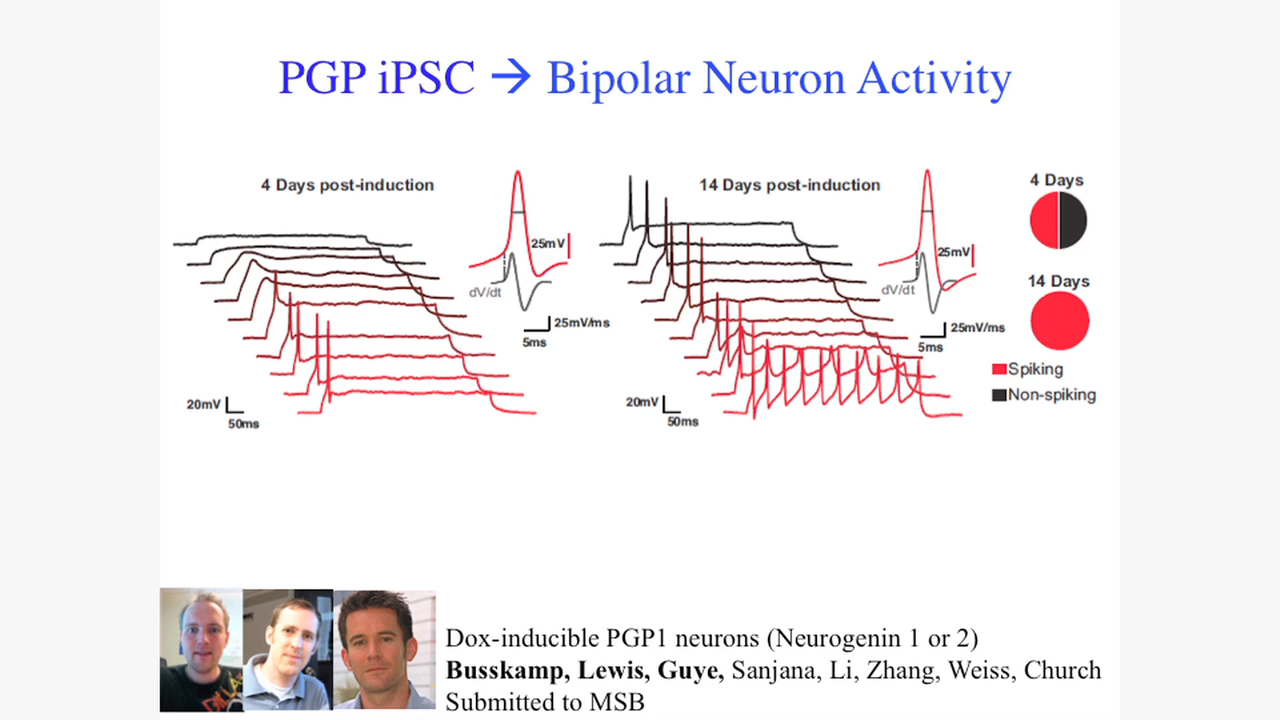 PGP iPSC → Bipolar Neuron Activity
4 Days post-induction
25mV
dV/dt
25mV/ms
5ms
20mV
50ms
14 Days post-induction
25mV
dV/dt
25mV/ms
5ms
20mV
50ms
4 Days
14 Days
Spiking
Non-spiking
Dox-inducible PGP1 neurons (Neurogenin 1 or 2)
Busskamp, Lewis, Guye, Sanjana, Li, Zhang, Weiss, Church
Submitted to MSB